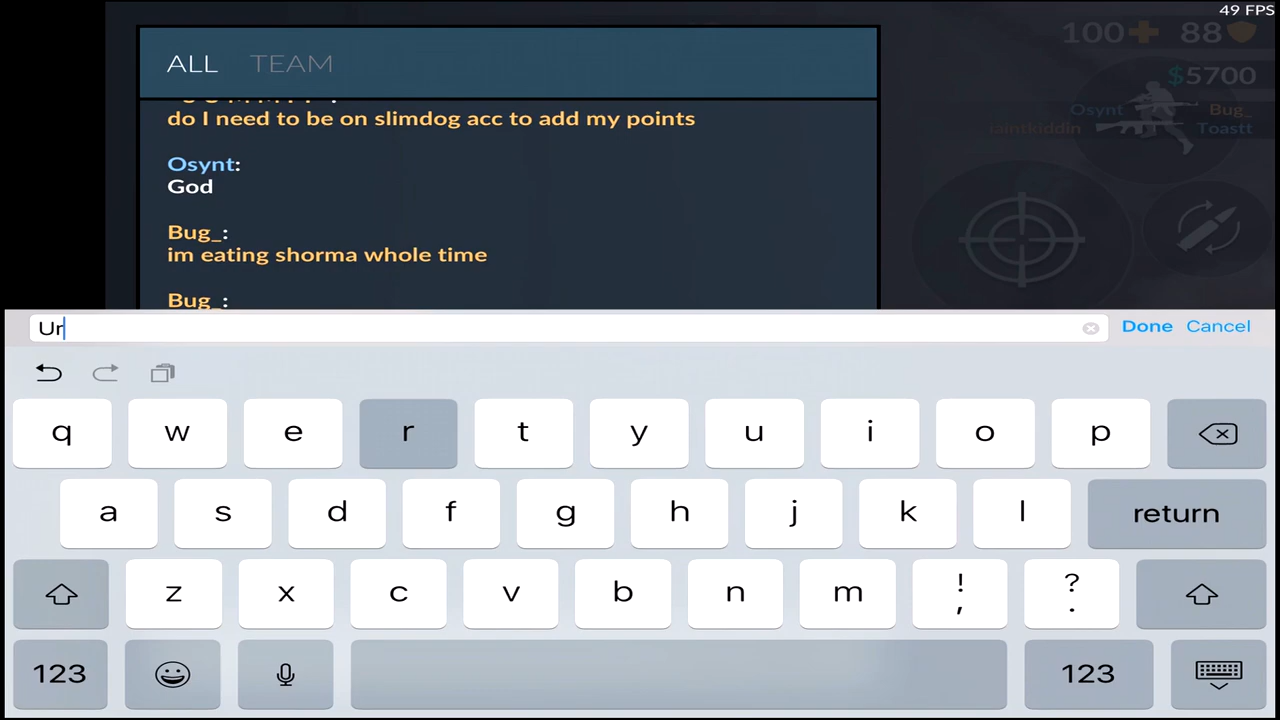 49 FPS
100 88
$5700
ALL TEAM
do I need to be on slimdog acc to add my points
Osynt Bug_
iaintkiddin Toastt
Osynt:
God
Bug_:
im eating shorma whole time
Bug_:
Ur
Done Cancel
q w e r t y u i o p
a s d f g h j k l return
z x c v b n m ! , ? .
123 123